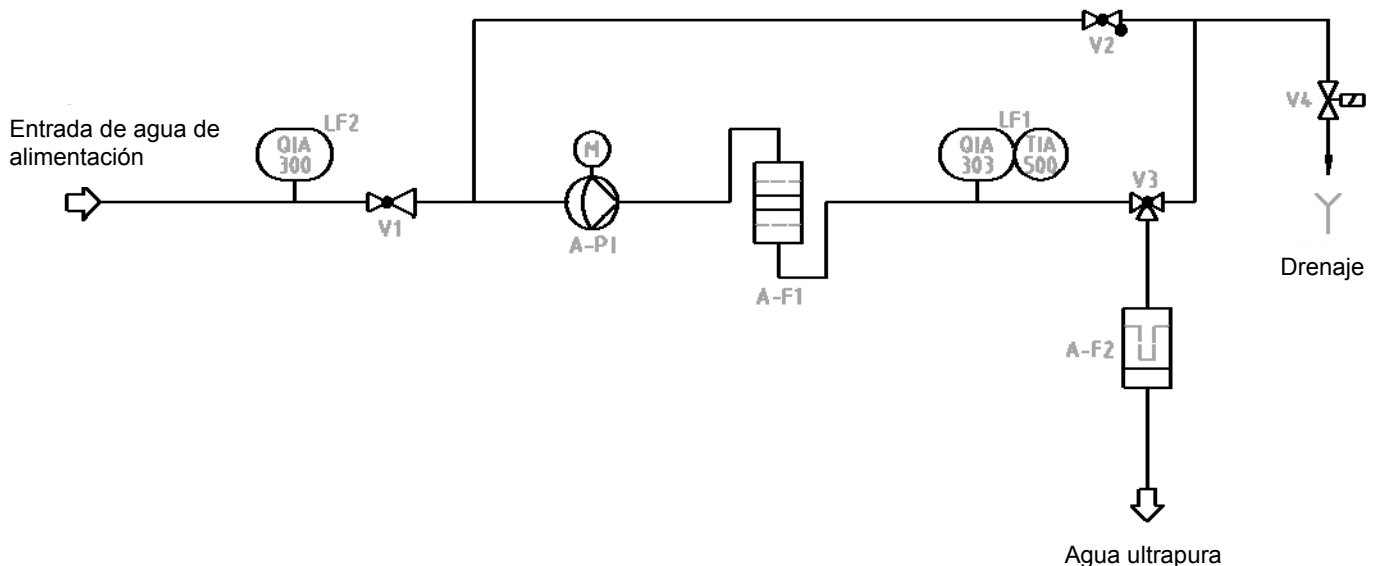 V2
V4
Entrada de agua de
alimentación
LF2
QIA
300
M
LF1
QIA
303
TIA
500
V3
V1
A-P1
A-F1
Drenaje
A-F2
Agua ultrapura